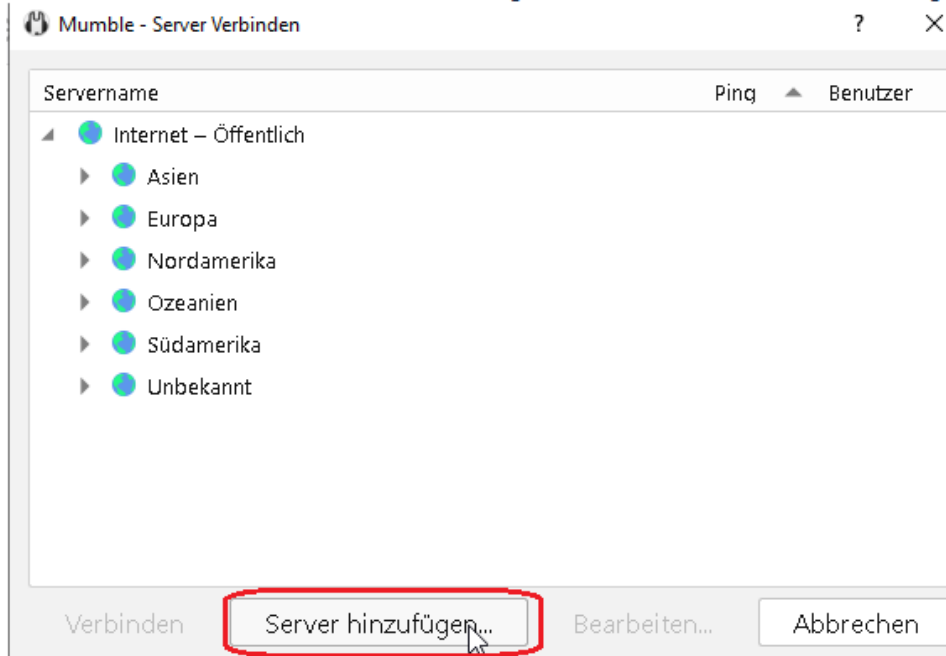 Mumble - Server Verbinden ?
Servername Ping Benutzer
Internet – Öffentlich
Asien
Europa
Nordamerika
Ozeanien
Südamerika
Unbekannt
Verbinden Server hinzufügen... Bearbeiten... Abbrechen